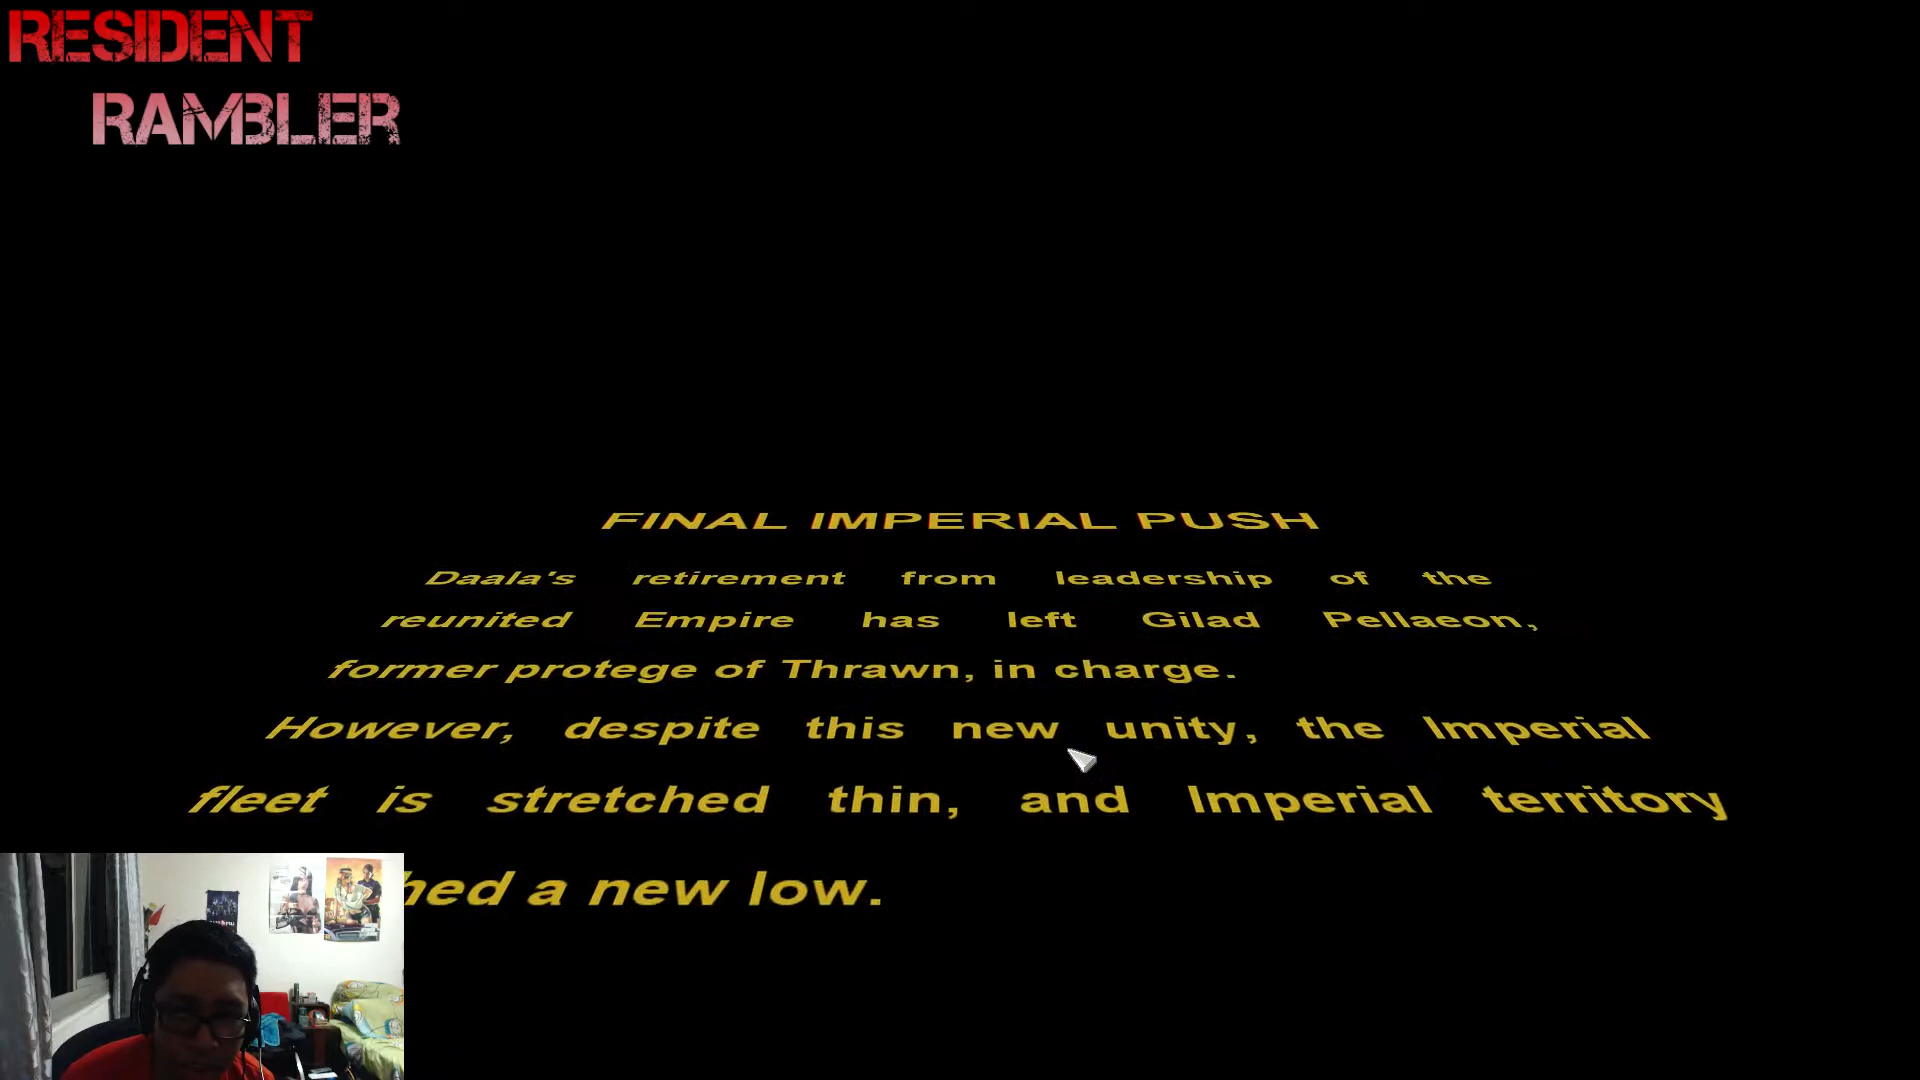 RESIDENT
RAMBLER
FINAL IMPERIAL PUSH
Daala's retirement from leadership of the
reunited Empire has left Gilad Pellaeon,
former protege of Thrawn, in charge.
However, despite this new unity, the Imperial
fleet is stretched thin, and Imperial territory
hed a new low.